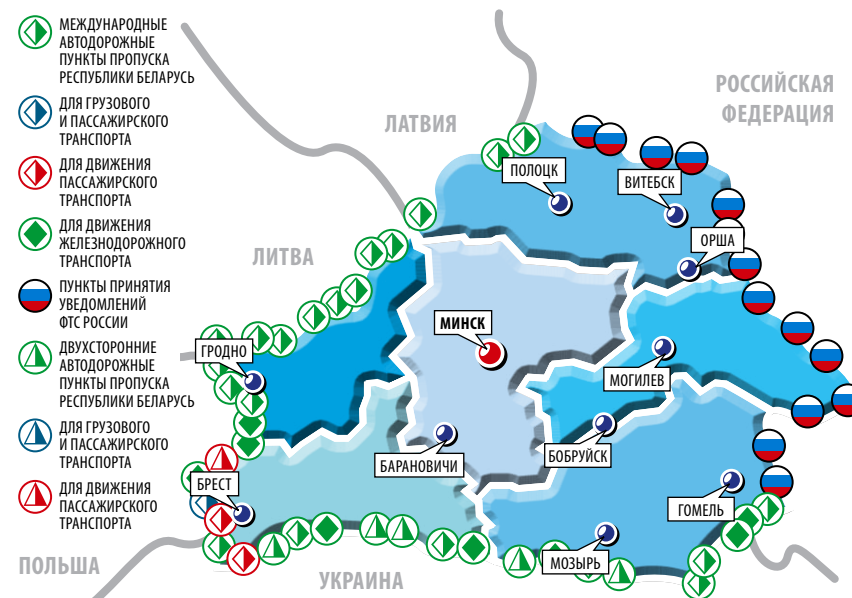 МЕЖДУНАРОДНЫЕ
АВТОДОРОЖНЫЕ
ПУНКТЫ ПРОПУСКА
РЕСПУБЛИКИ БЕЛАРУСЬ
ДЛЯ ГРУЗОВОГО
И ПАССАЖИРСКОГО
ТРАНСПОРТА
ДЛЯ ДВИЖЕНИЯ
ПАССАЖИРСКОГО
ТРАНСПОРТА
ДЛЯ ДВИЖЕНИЯ
ЖЕЛЕЗНОДОРОЖНОГО
ТРАНСПОРТА
ПУНКТЫ ПРИНЯТИЯ
УВЕДОМЛЕНИЙ
ФТС РОССИИ
ДВУХСТОРОННИЕ
АВТОДОРОЖНЫЕ
ПУНКТЫ ПРОПУСКА
РЕСПУБЛИКИ БЕЛАРУСЬ
ДЛЯ ГРУЗОВОГО
И ПАССАЖИРСКОГО
ТРАНСПОРТА
ДЛЯ ДВИЖЕНИЯ
ПАССАЖИРСКОГО
ТРАНСПОРТА
РОССИЙСКАЯ
ФЕДЕРАЦИЯ
ЛАТВИЯ
ПОЛОЦК
ВИТЕБСК
ОРША
ЛИТВА
МИНСК
ГРОДНО
МОГИЛЕВ
БОБРУЙСК
БАРАНОВИЧИ
БРЕСТ
ГОМЕЛЬ
МОЗЫРЬ
ПОЛЬША
УКРАИНА